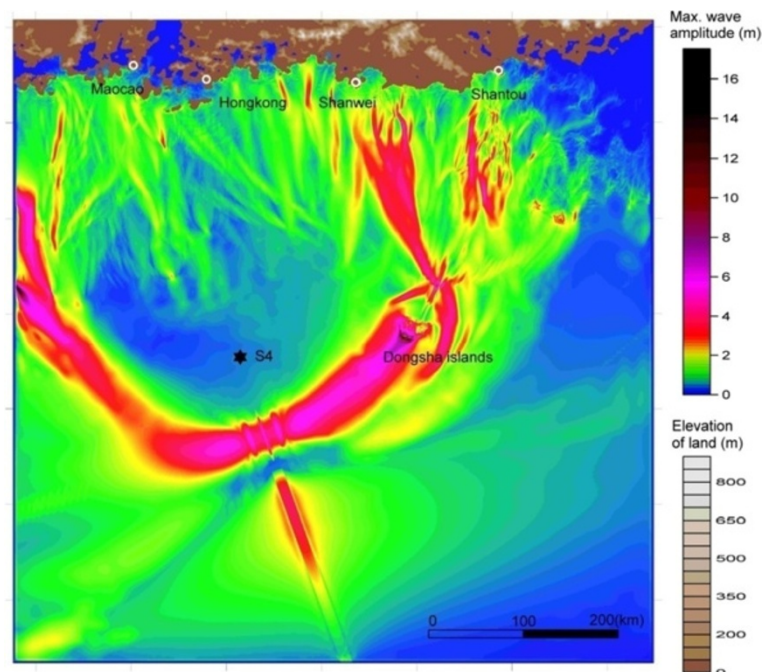 Max. wave
amplitude (m)
16
14
12
10
8
6
4
2
0
Maocao
Hongkong
Shanwei
Shantou
S4
Dongsha islands
Elevation
of land (m)
800
650
500
350
200
0
0 100 200(km)